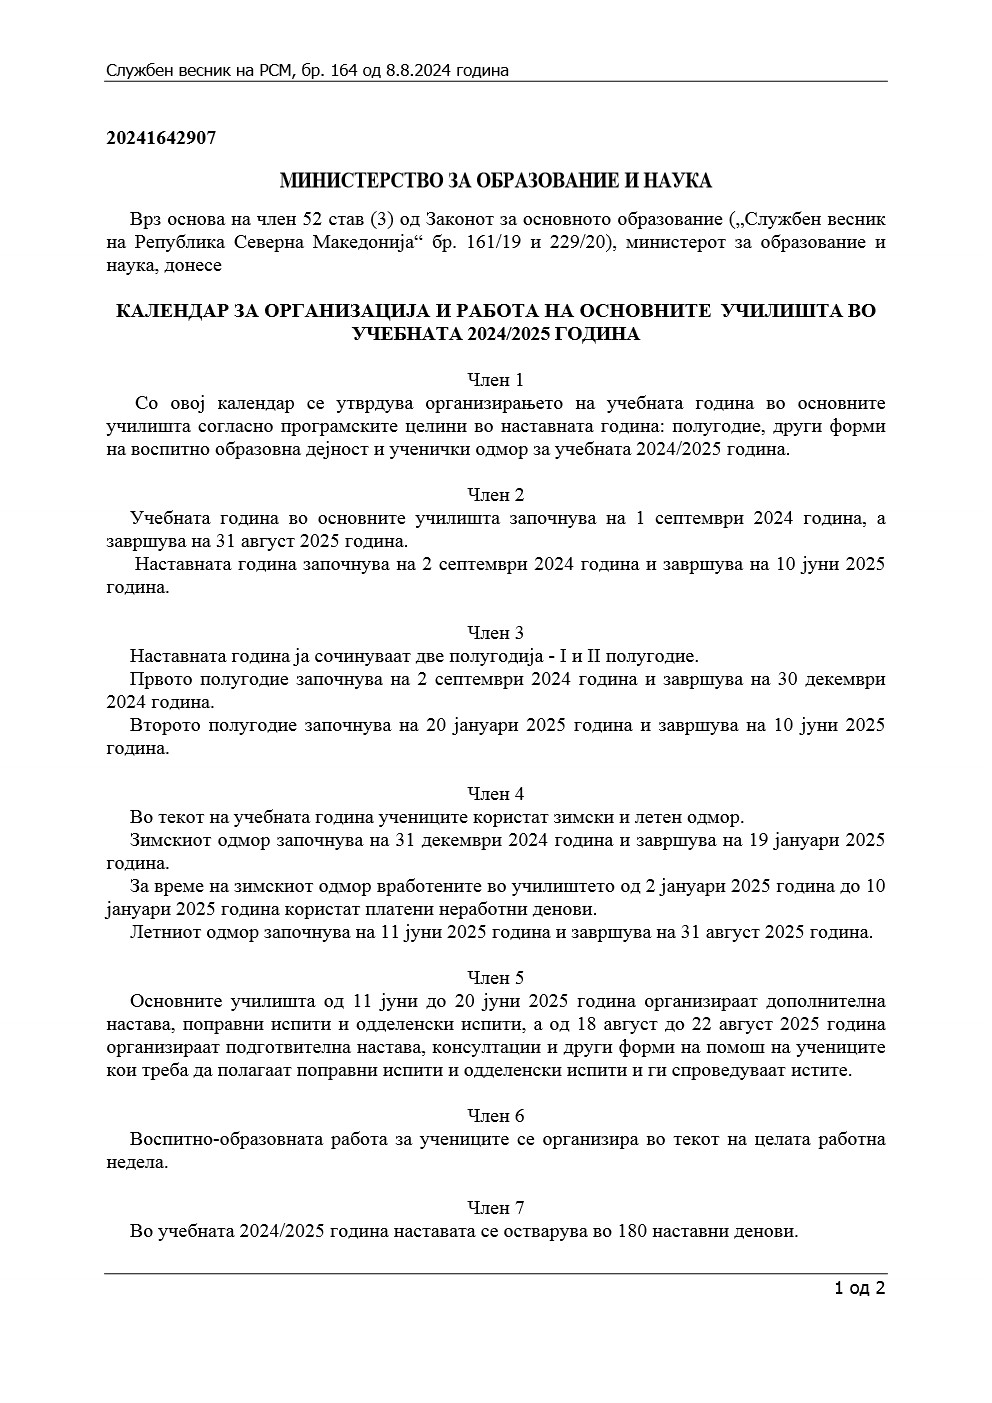 Службен весник на РСМ, бр. 164 од 8.8.2024 година
20241642907
МИНИСТЕРСТВО ЗА ОБРАЗОВАНИЕ И НАУКА
Врз основа на член 52 став (3) од Законот за основното образование („Службен весник
на Република Северна Македонија“ бр. 161/19 и 229/20), министерот за образование и
наука, донесе
КАЛЕНДАР ЗА ОРГАНИЗАЦИЈА И РАБОТА НА ОСНОВНИТЕ УЧИЛИШТА ВО
УЧЕБНАТА 2024/2025 ГОДИНА
Член 1
Со овој календар се утврдува организирањето на учебната година во основните
училишта согласно програмските целини во наставната година: полугодие, други форми
на воспитно образовна дејност и ученички одмор за учебната 2024/2025 година.
Член 2
Учебната година во основните училишта започнува на 1 септември 2024 година, а
завршува на 31 август 2025 година.
Наставната година започнува на 2 септември 2024 година и завршува на 10 јуни 2025
година.
Член 3
Наставната година ја сочинуваат две полугодија - I и II полугодие.
Првото полугодие започнува на 2 септември 2024 година и завршува на 30 декември
2024 година.
Второто полугодие започнува на 20 јануари 2025 година и завршува на 10 јуни 2025
година.
Член 4
Во текот на учебната година учениците користат зимски и летен одмор.
Зимскиот одмор започнува на 31 декември 2024 година и завршува на 19 јануари 2025
година.
За време на зимскиот одмор вработените во училиштето од 2 јануари 2025 година до 10
јануари 2025 година користат платени неработни денови.
Летниот одмор започнува на 11 јуни 2025 година и завршува на 31 август 2025 година.
Член 5
Основните училишта од 11 јуни до 20 јуни 2025 година организираат дополнителна
настава, поправни испити и одделенски испити, а од 18 август до 22 август 2025 година
организираат подготвителна настава, консултации и други форми на помош на учениците
кои треба да полагаат поправни испити и одделенски испити и ги спроведуваат истите.
Член 6
Воспитно-образовната работа за учениците се организира во текот на целата работна
недела.
Член 7
Во учебната 2024/2025 година наставата се остварува во 180 наставни денови.
1 од 2